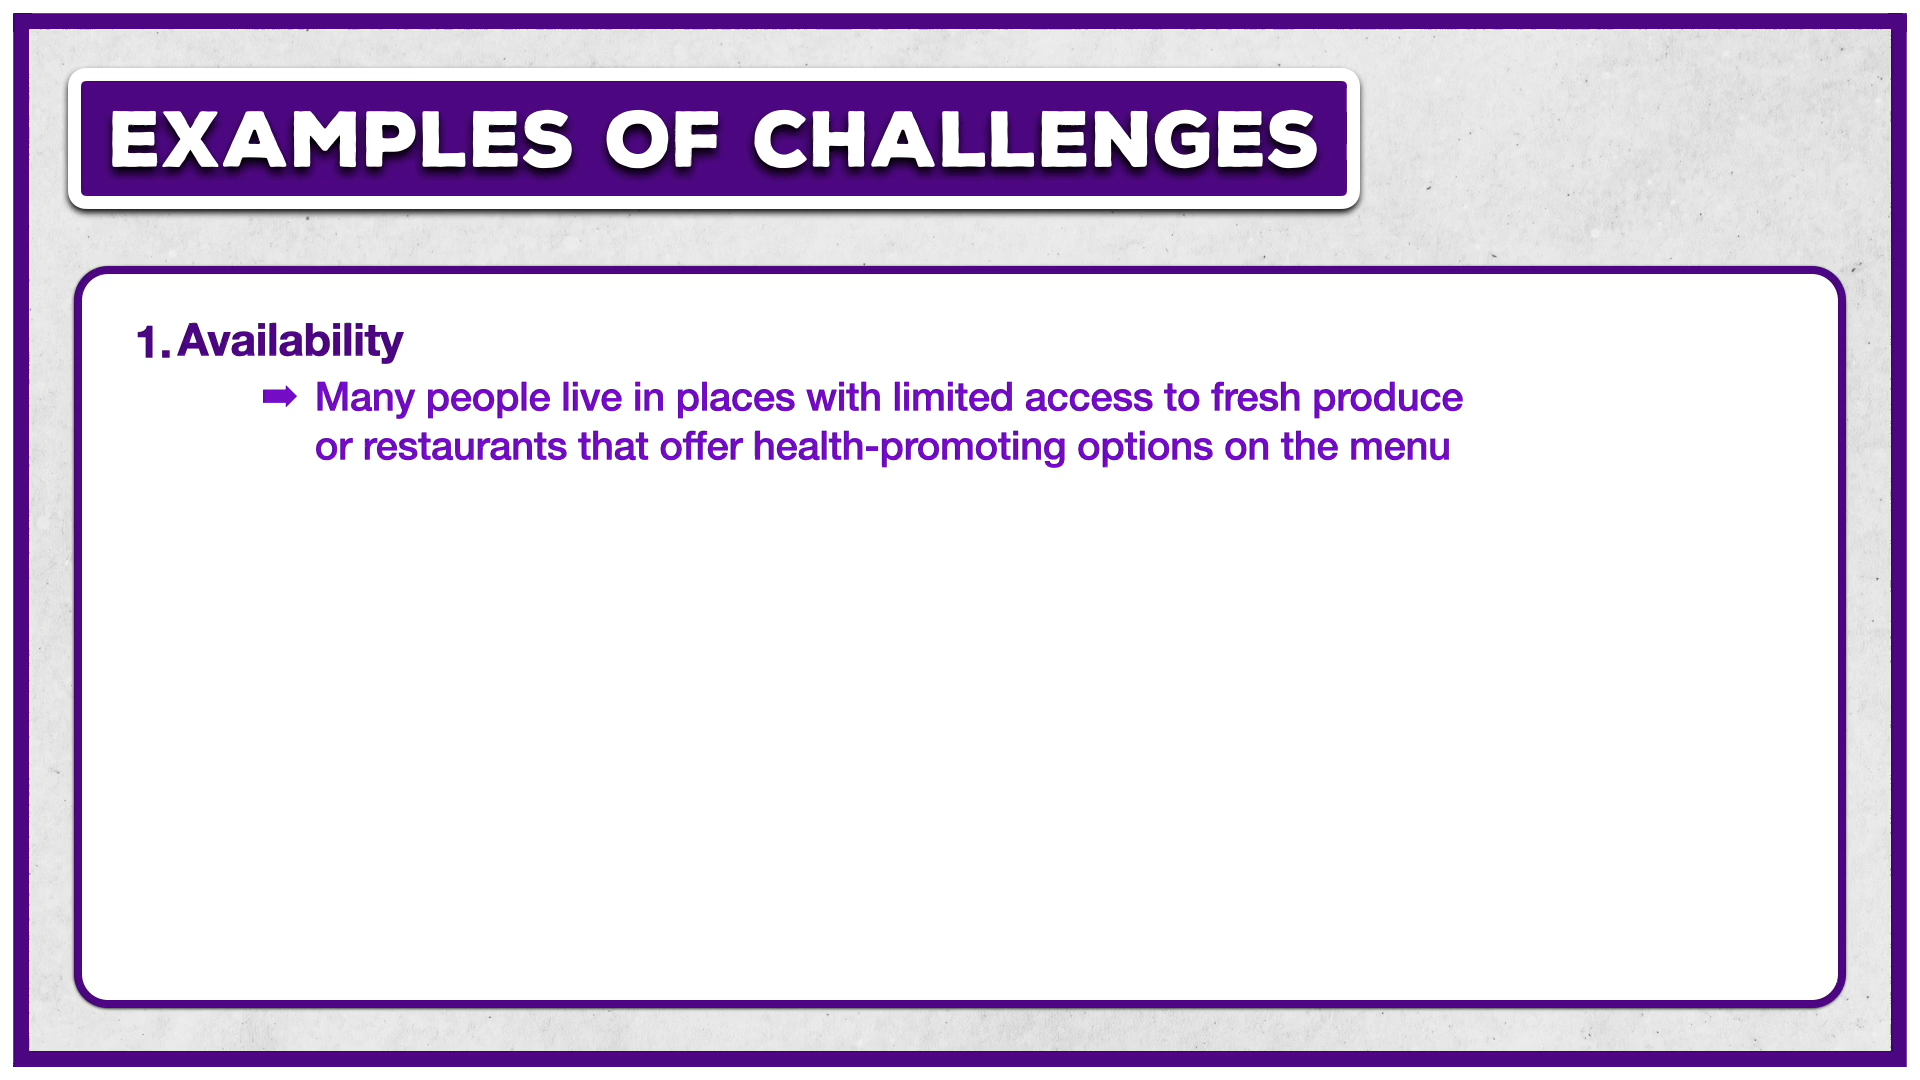 EXAMPLES OF CHALLENGES
1. Availability
➡ Many people live in places with limited access to fresh produce
or restaurants that offer health-promoting options on the menu